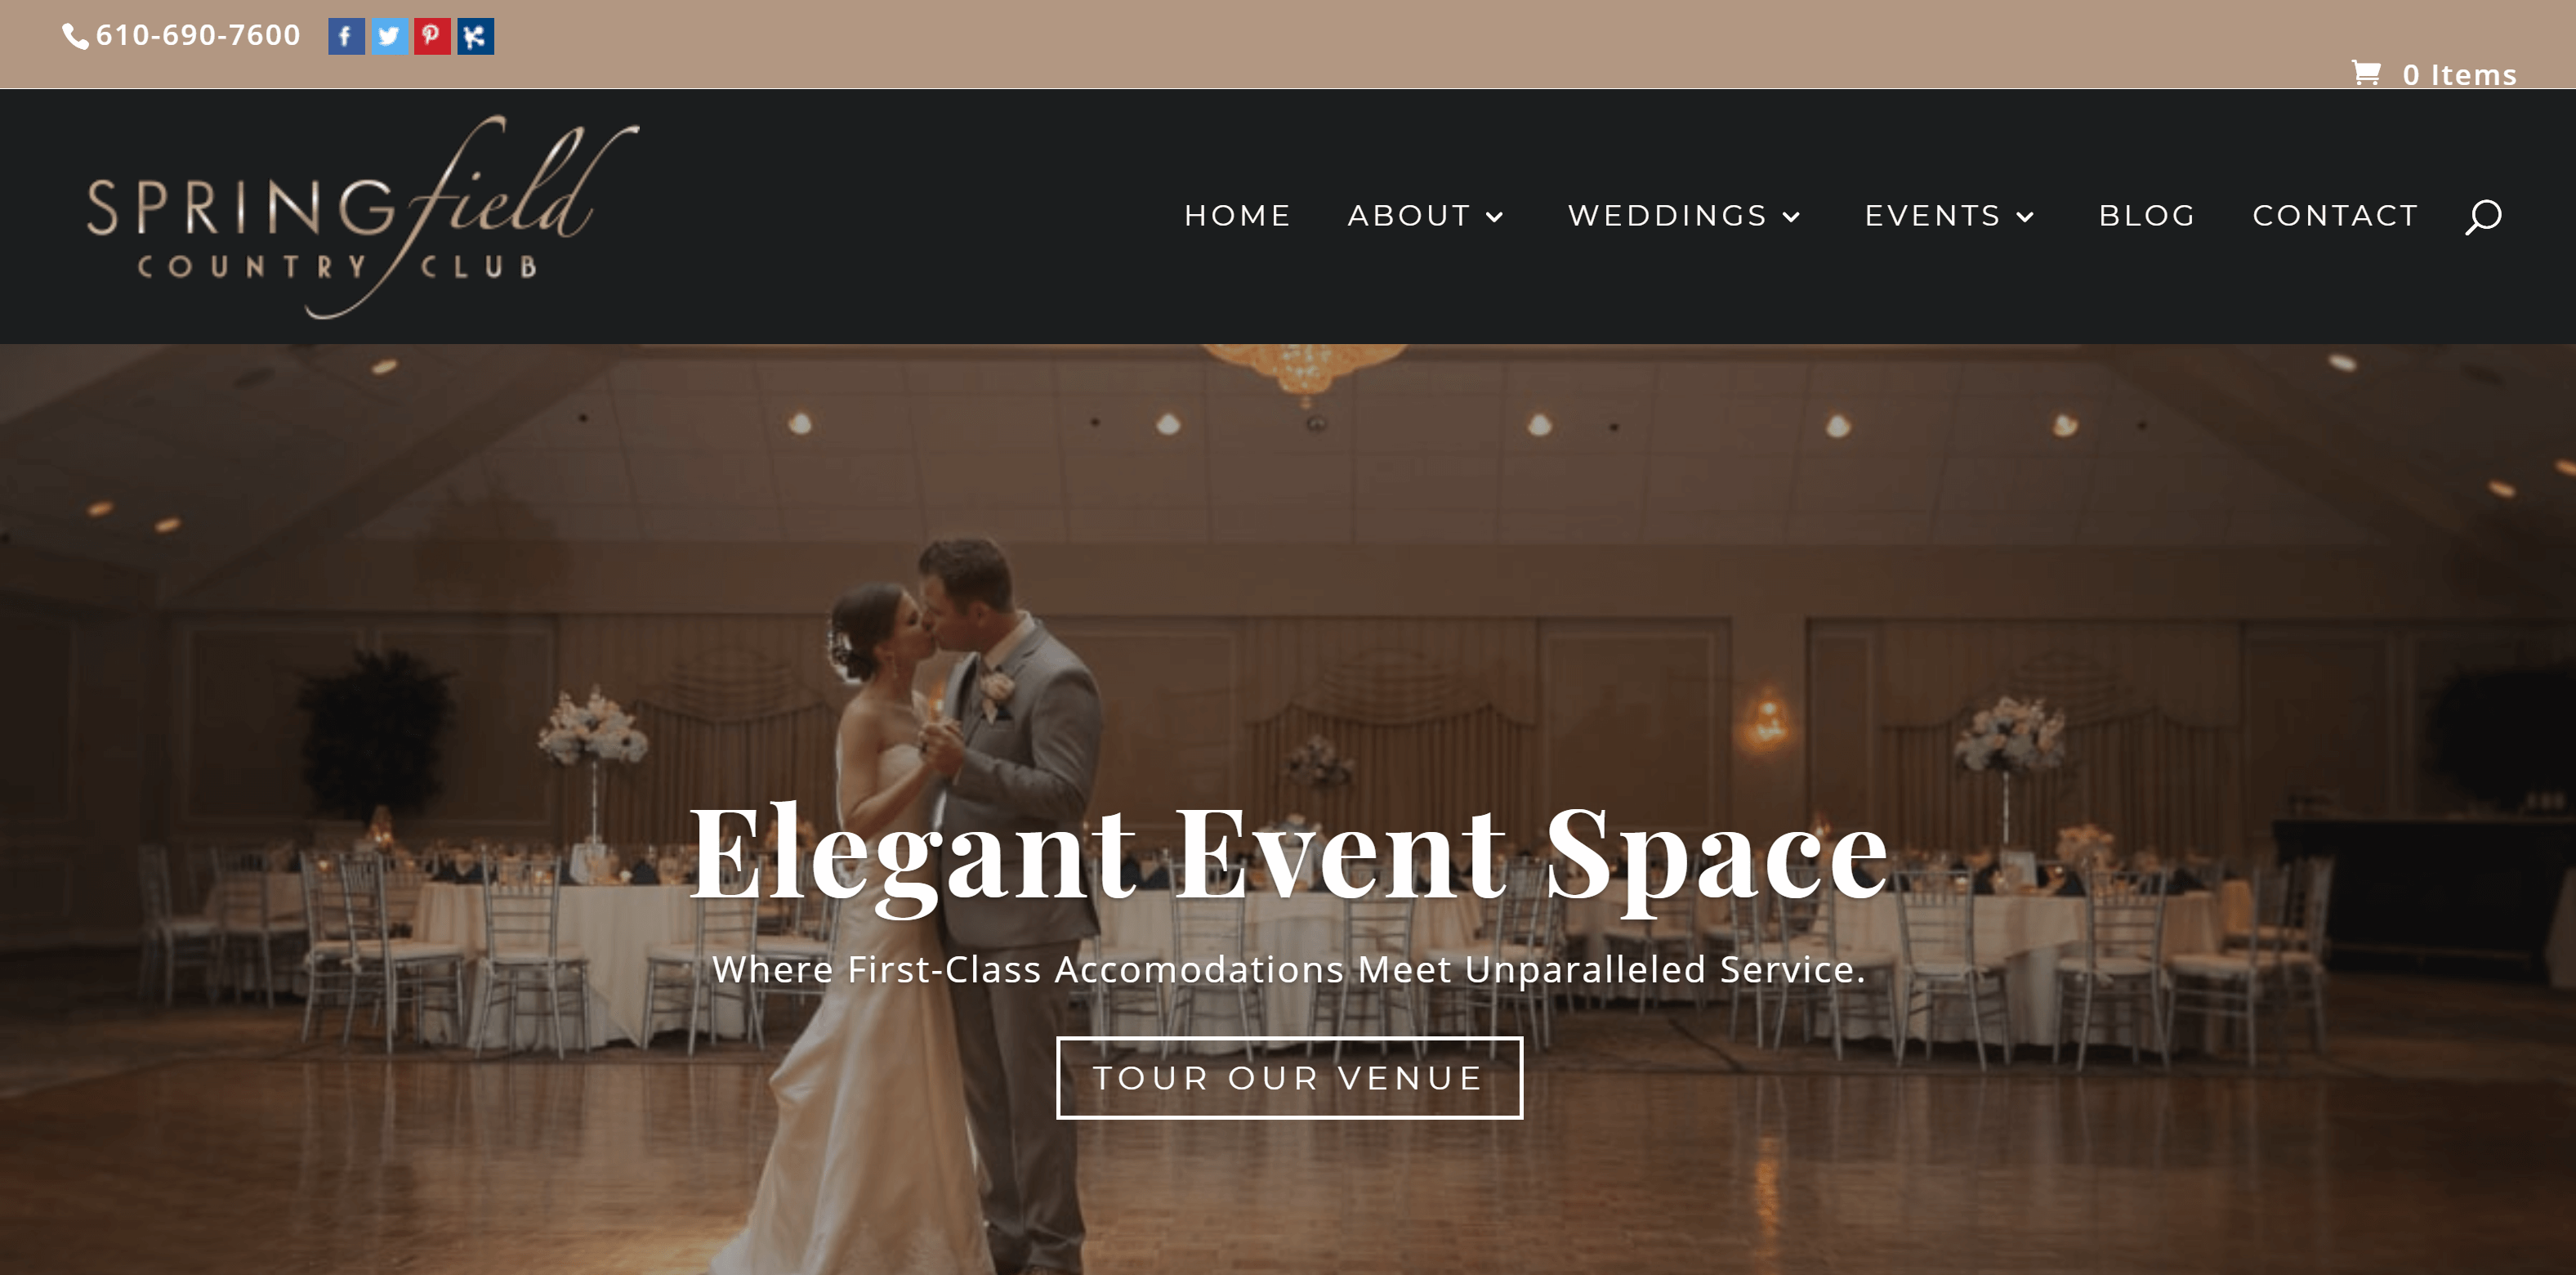 610-690-7600
0 Items
SPRINGfield
COUNTRY CLUB
HOME ABOUT WEDDINGS EVENTS BLOG CONTACT
Elegant Event Space
Where First-Class Accomodations Meet Unparalleled Service.
TOUR OUR VENUE